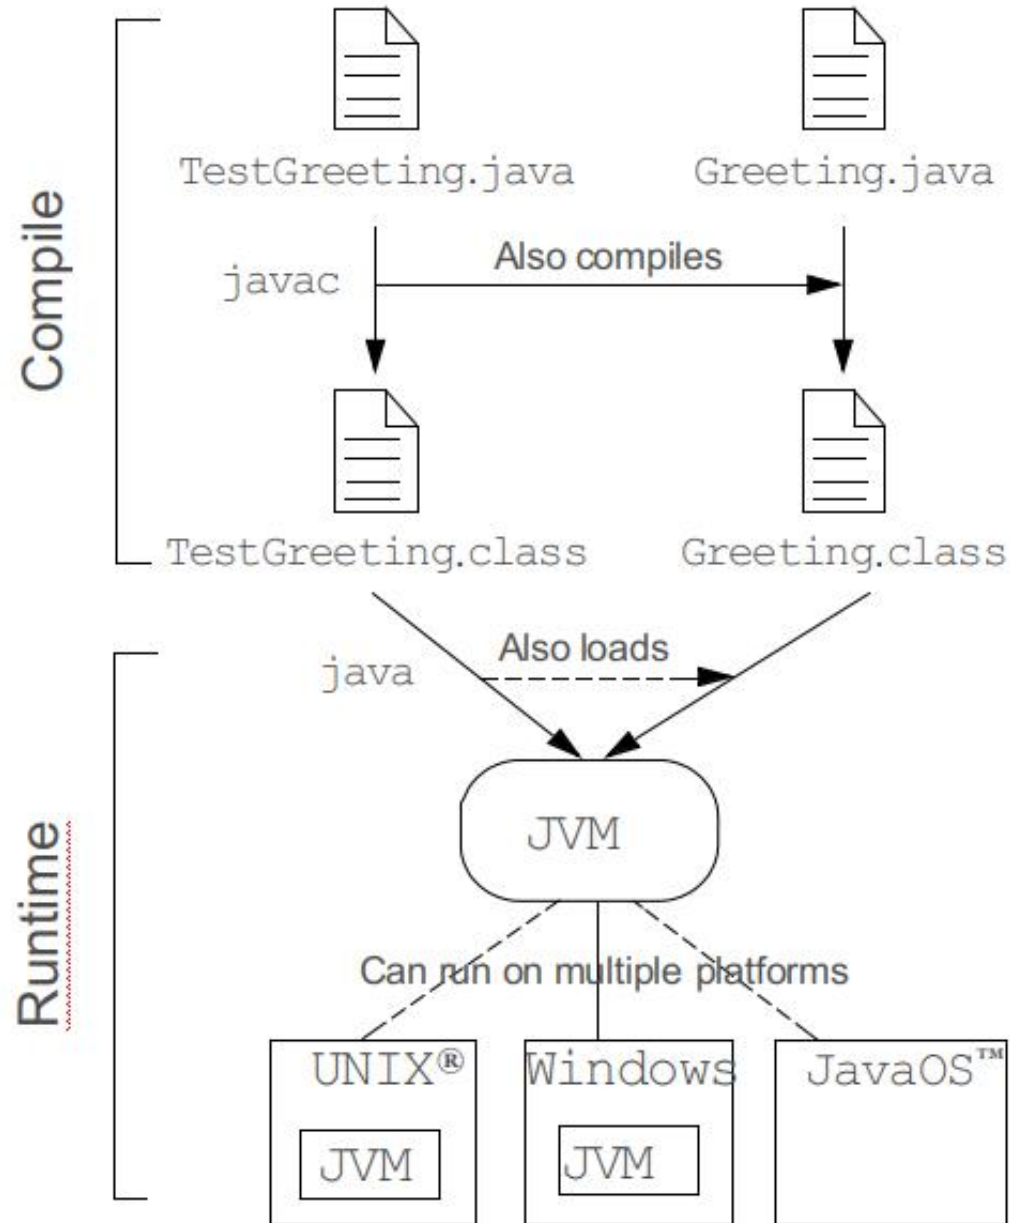 Compile
TestGreeting.java
Greeting.java
javac
Also compiles
TestGreeting.class
Greeting.class
Runtime
java
Also loads
JVM
Can run on multiple platforms
UNIX®
Windows
JavaOS™
JVM
JVM